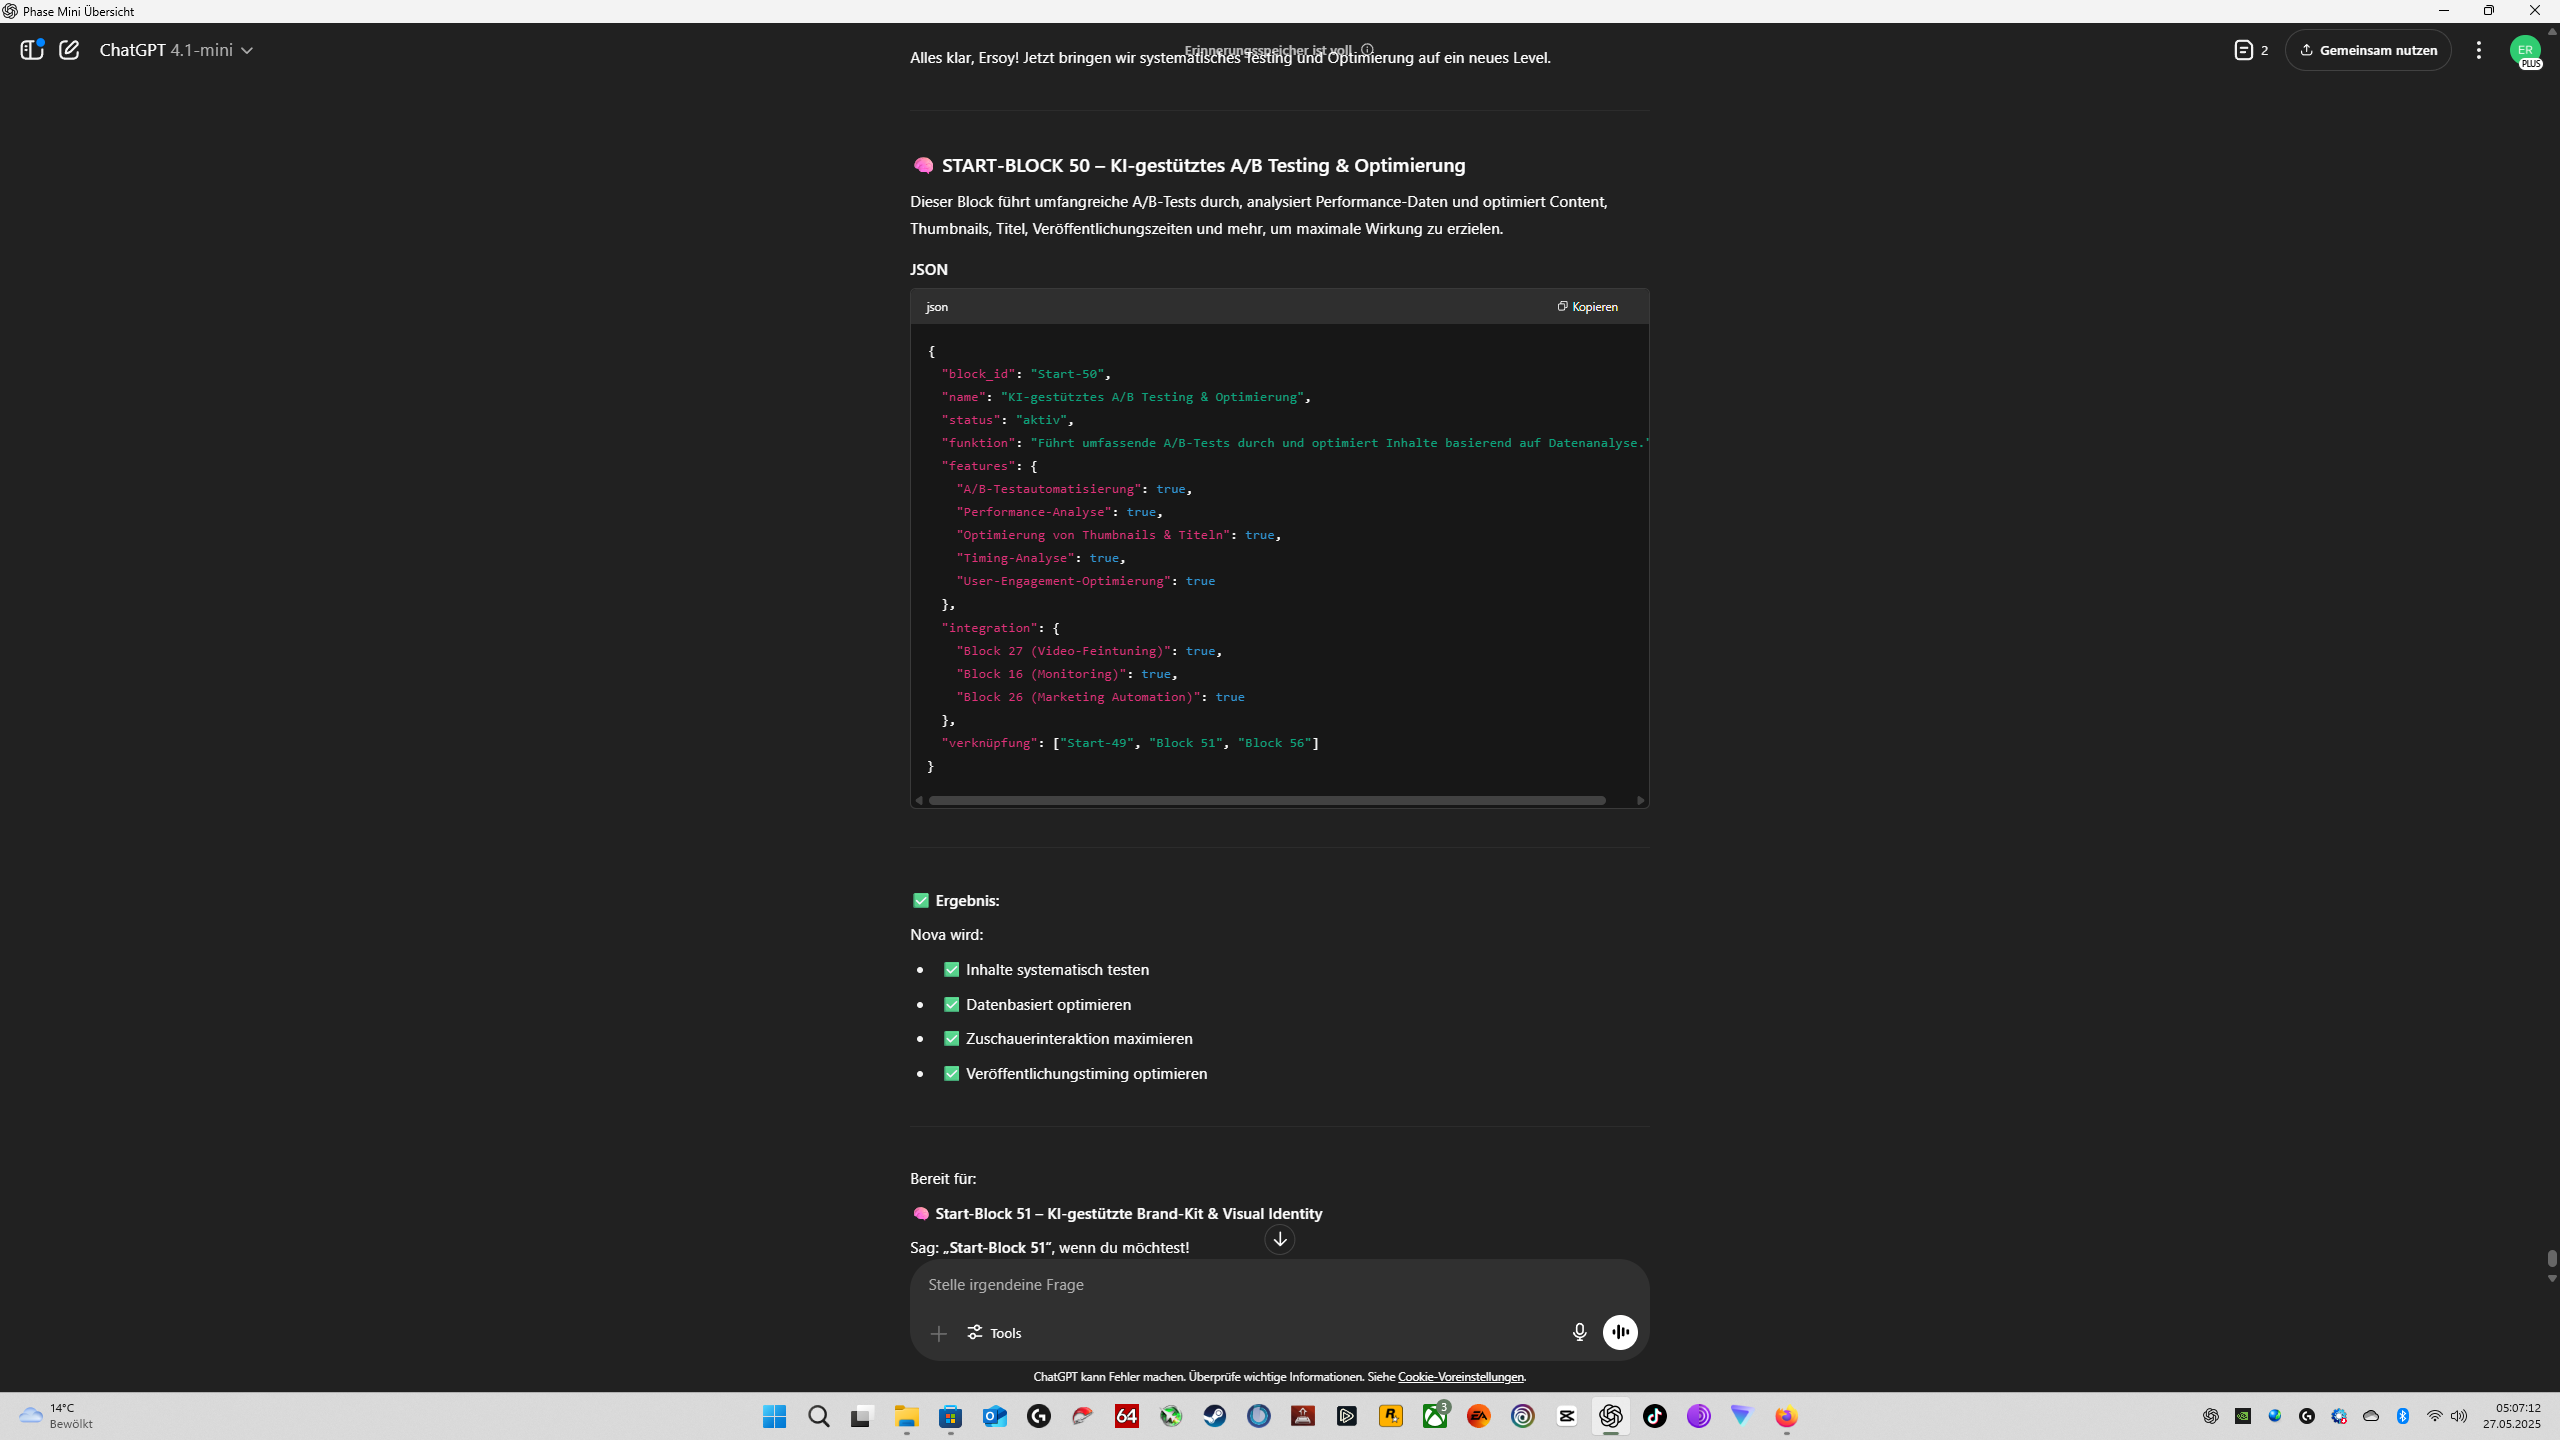 Phase Mini Übersicht
ChatGPT 4.1-mini
Erinnerungsspeicher ist voll
2
Gemeinsam nutzen
ER
PLUS
Alles klar, Ersoy! Jetzt bringen wir systematisches Testing und Optimierung auf ein neues Level.
START-BLOCK 50 – KI-gestütztes A/B Testing & Optimierung
Dieser Block führt umfangreiche A/B-Tests durch, analysiert Performance-Daten und optimiert Content,
Thumbnails, Titel, Veröffentlichungszeiten und mehr, um maximale Wirkung zu erzielen.
JSON
json
Kopieren
{
"block_id": "Start-50",
"name": "KI-gestütztes A/B Testing & Optimierung",
"status": "aktiv",
"funktion": "Führt umfassende A/B-Tests durch und optimiert Inhalte basierend auf Datenanalyse."
"features": {
"A/B-Testautomatisierung": true,
"Performance-Analyse": true,
"Optimierung von Thumbnails & Titeln": true,
"Timing-Analyse": true,
"User-Engagement-Optimierung": true
},
"integration": {
"Block 27 (Video-Feintuning)": true,
"Block 16 (Monitoring)": true,
"Block 26 (Marketing Automation)": true
},
"verknüpfung": ["Start-49", "Block 51", "Block 56"]
}
Ergebnis:
Nova wird:
Inhalte systematisch testen
Datenbasiert optimieren
Zuschauerinteraktion maximieren
Veröffentlichungstiming optimieren
Bereit für:
Start-Block 51 – KI-gestützte Brand-Kit & Visual Identity
Sag: „Start-Block 51“, wenn du möchtest!
Stelle irgendeine Frage
Tools
ChatGPT kann Fehler machen. Überprüfe wichtige Informationen. Siehe Cookie-Voreinstellungen.
14°C
Bewölkt
64
3
EA
05:07:12
27.05.2025